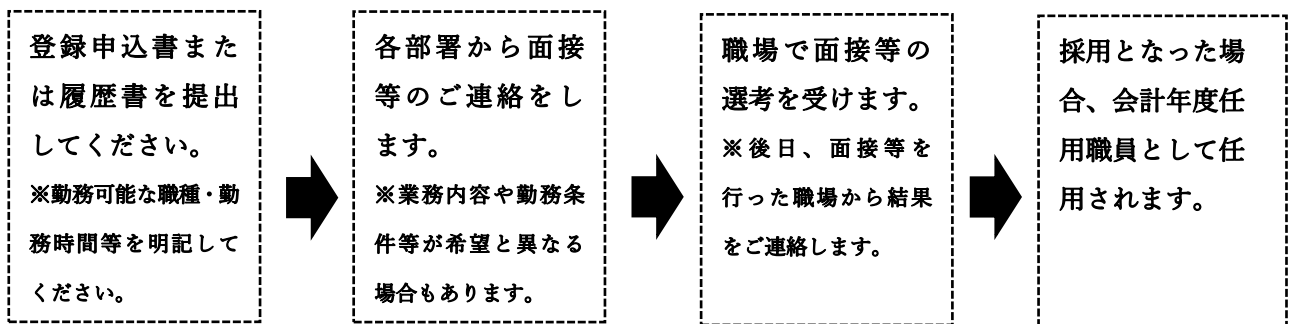 登録申込書また
は履歴書を提出
してください。
※勤務可能な職種・勤
務時間等を明記して
ください。
各部署から面接
等のご連絡をし
ます。
※業務内容や勤務条
件等が希望と異なる
場合もあります。
職場で面接等の
選考を受けます。
※後日、面接等を
行った職場から結果
をご連絡します。
採用となった場
合、会計年度任
用職員として任
用されます。